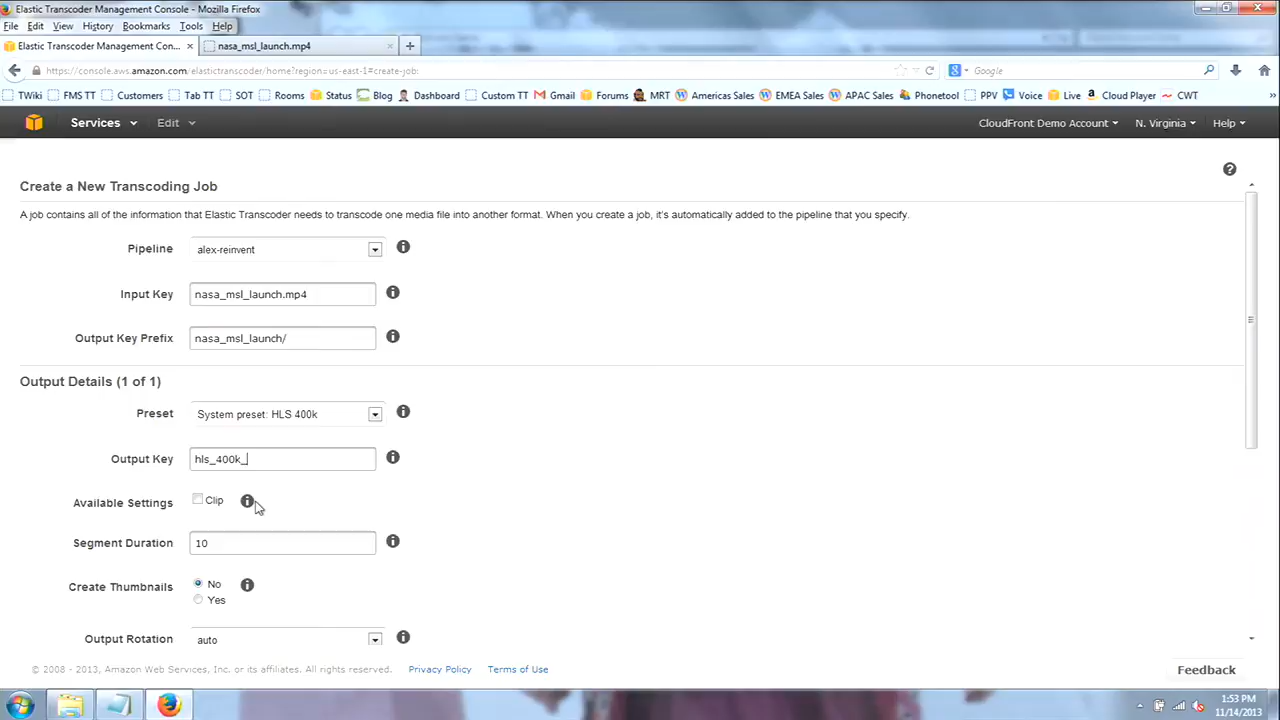 Elastic Transcoder Management Console - Mozilla Firefox
File Edit View History Bookmarks Tools Help
Elastic Transcoder Management Con... × nasa_msl_launch.mp4 × +
https://console.aws.amazon.com/elastictranscoder/home?region=us-east-1#create-job: Google
TWiki FMS TT Customers Tab TT SOT Rooms Status Blog Dashboard Custom TT Gmail Forums MRT Americas Sales EMEA Sales APAC Sales Phonetool PPV Voice Live Cloud Player CWT »
Services Edit CloudFront Demo Account N. Virginia Help
Create a New Transcoding Job
A job contains all of the information that Elastic Transcoder needs to transcode one media file into another format. When you create a job, it's automatically added to the pipeline that you specify.
Pipeline alex-reinvent
Input Key nasa_msl_launch.mp4
Output Key Prefix nasa_msl_launch/
Output Details (1 of 1)
Preset System preset: HLS 400k
Output Key hls_400k_
Available Settings Clip
Segment Duration 10
Create Thumbnails No
Yes
Output Rotation auto
© 2008 - 2013, Amazon Web Services, Inc. or its affiliates. All rights reserved. Privacy Policy Terms of Use Feedback
1:53 PM
11/14/2013